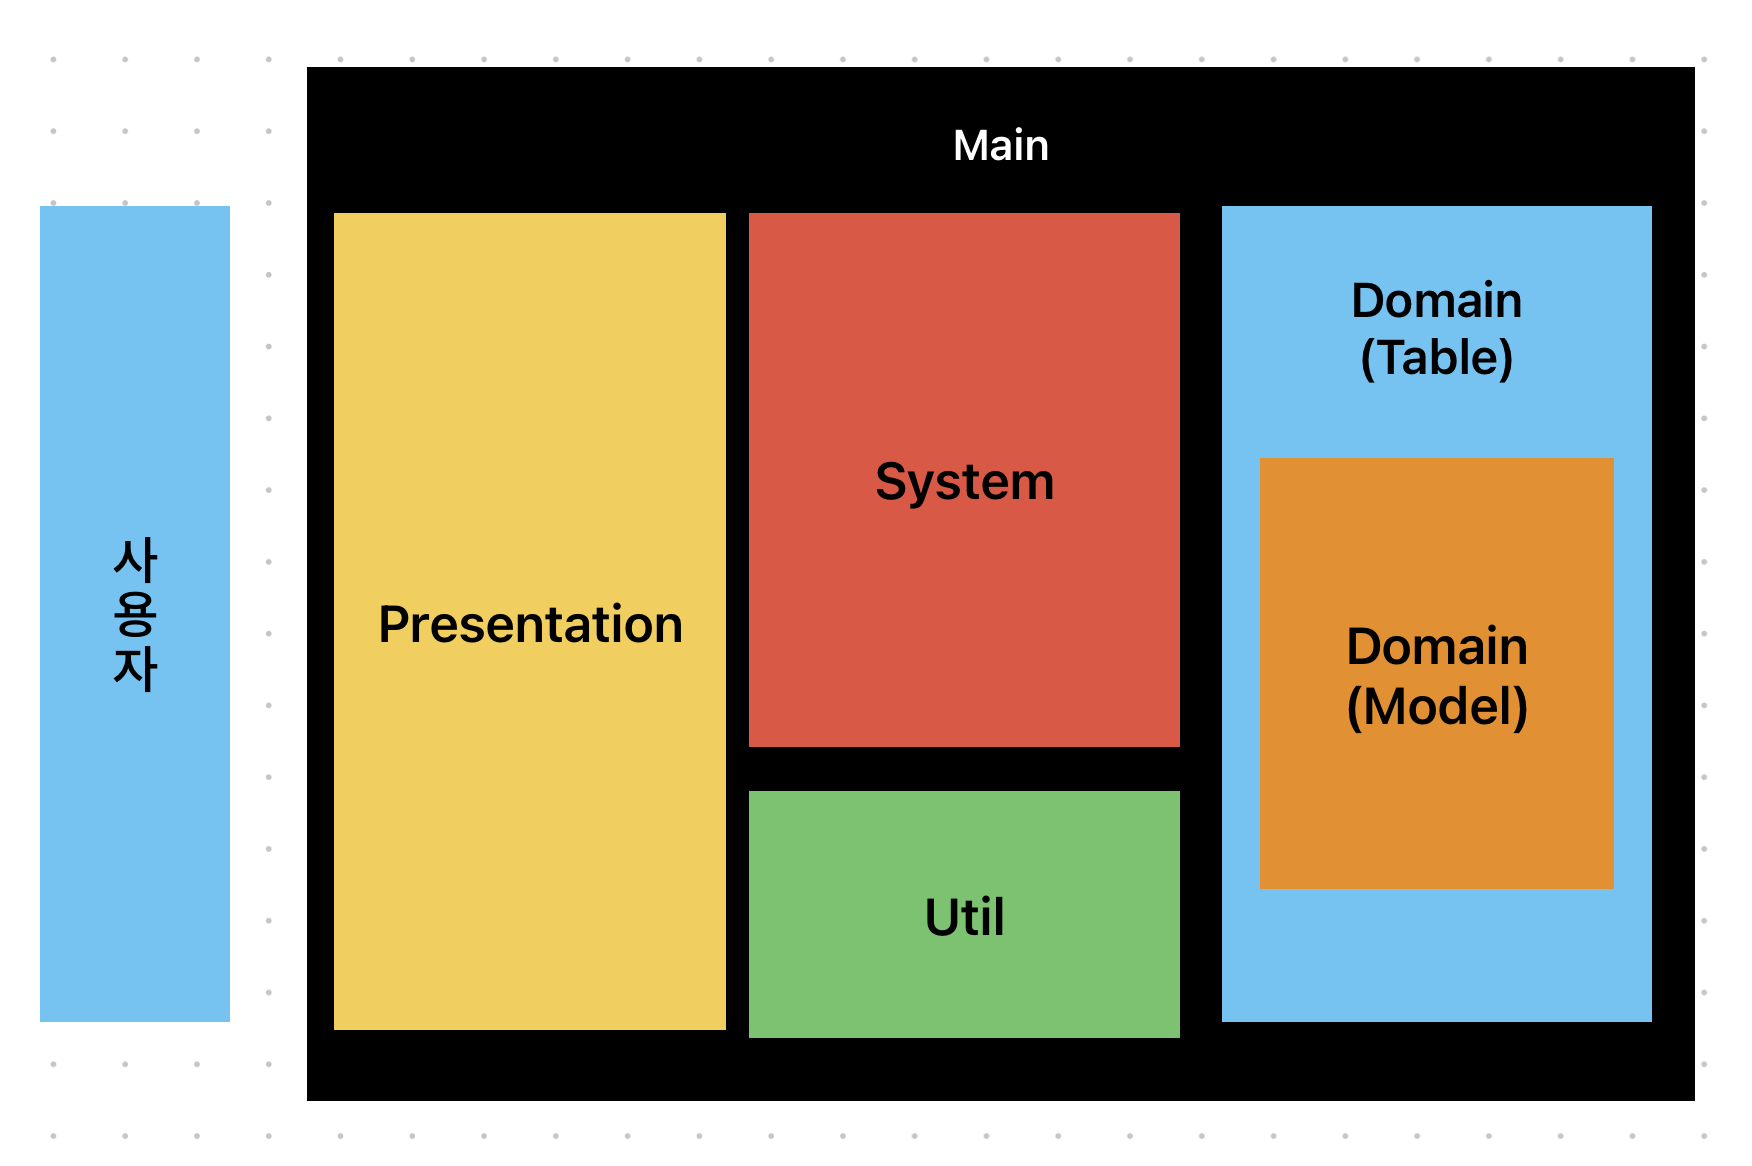 Main
사
용
자
Presentation
System
Util
Domain
(Table)
Domain
(Model)